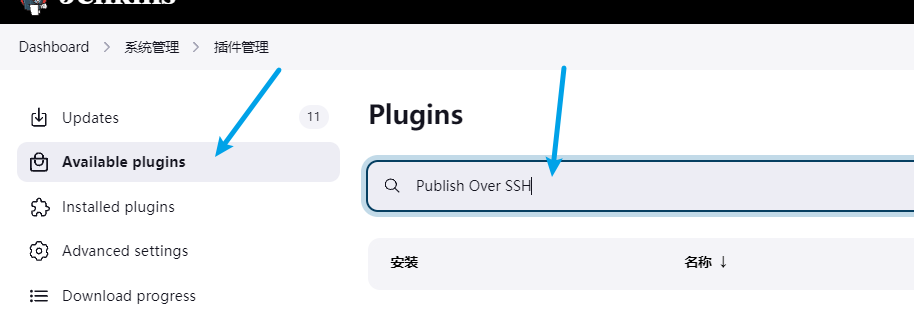 Jenkins
Dashboard > 系统管理 > 插件管理
Updates 11
Available plugins
Installed plugins
Advanced settings
Download progress
Plugins
Publish Over SSH
安装 名称 ↓